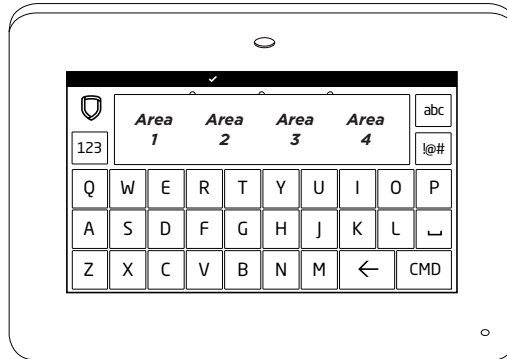 abc
Area Area Area Area
1 2 3 4
123 !@#
Q W E R T Y U I O P
A S D F G H J K L
Z X C V B N M ← CMD